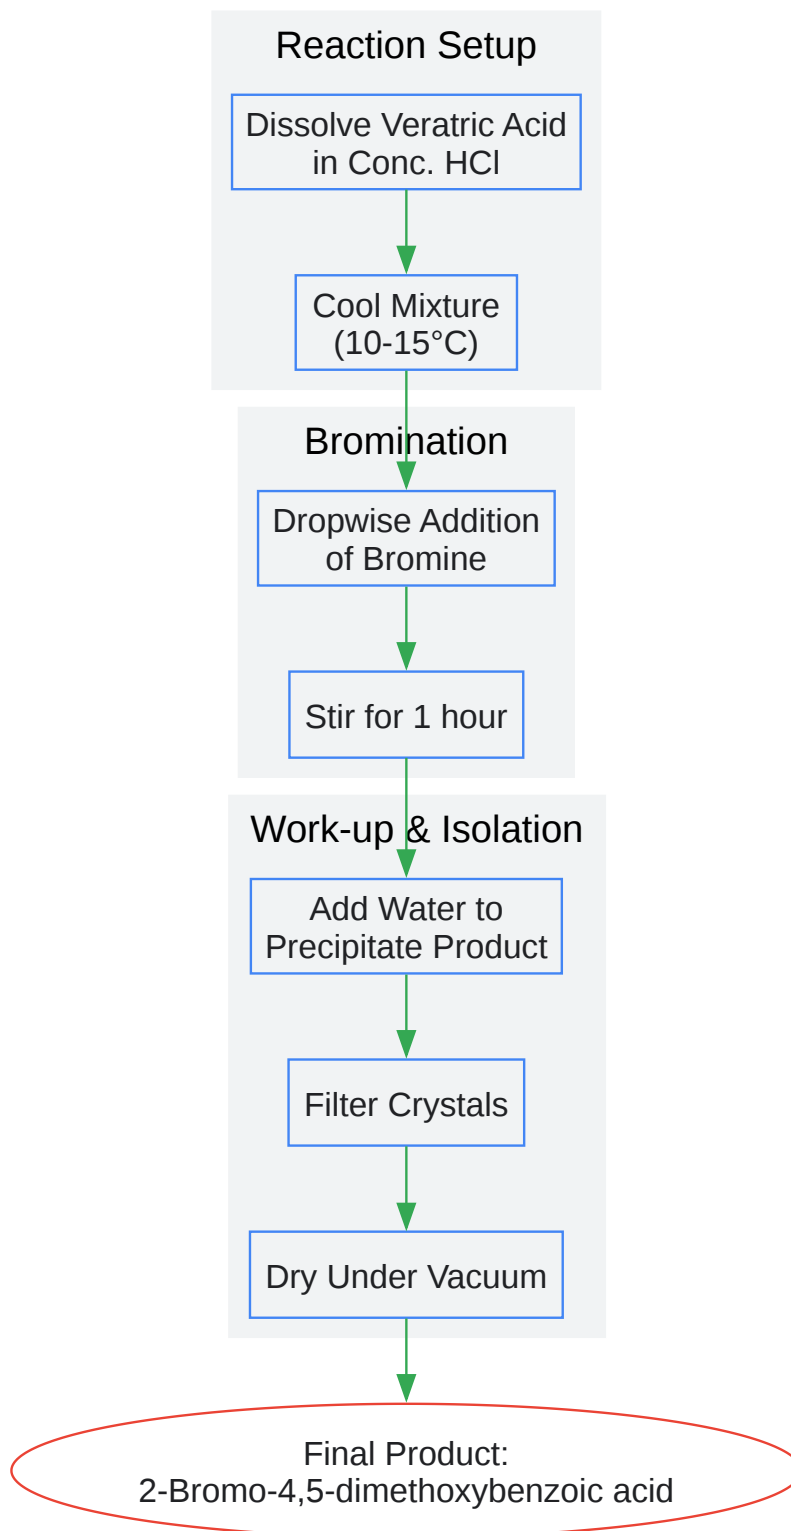 Reaction Setup
Dissolve Veratric Acid
in Conc. HCl
Cool Mixture
(10-15°C)
Bromination
Dropwise Addition
of Bromine
Stir for 1 hour
Work-up & Isolation
Add Water to
Precipitate Product
Filter Crystals
Dry Under Vacuum
Final Product:
2-Bromo-4,5-dimethoxybenzoic acid